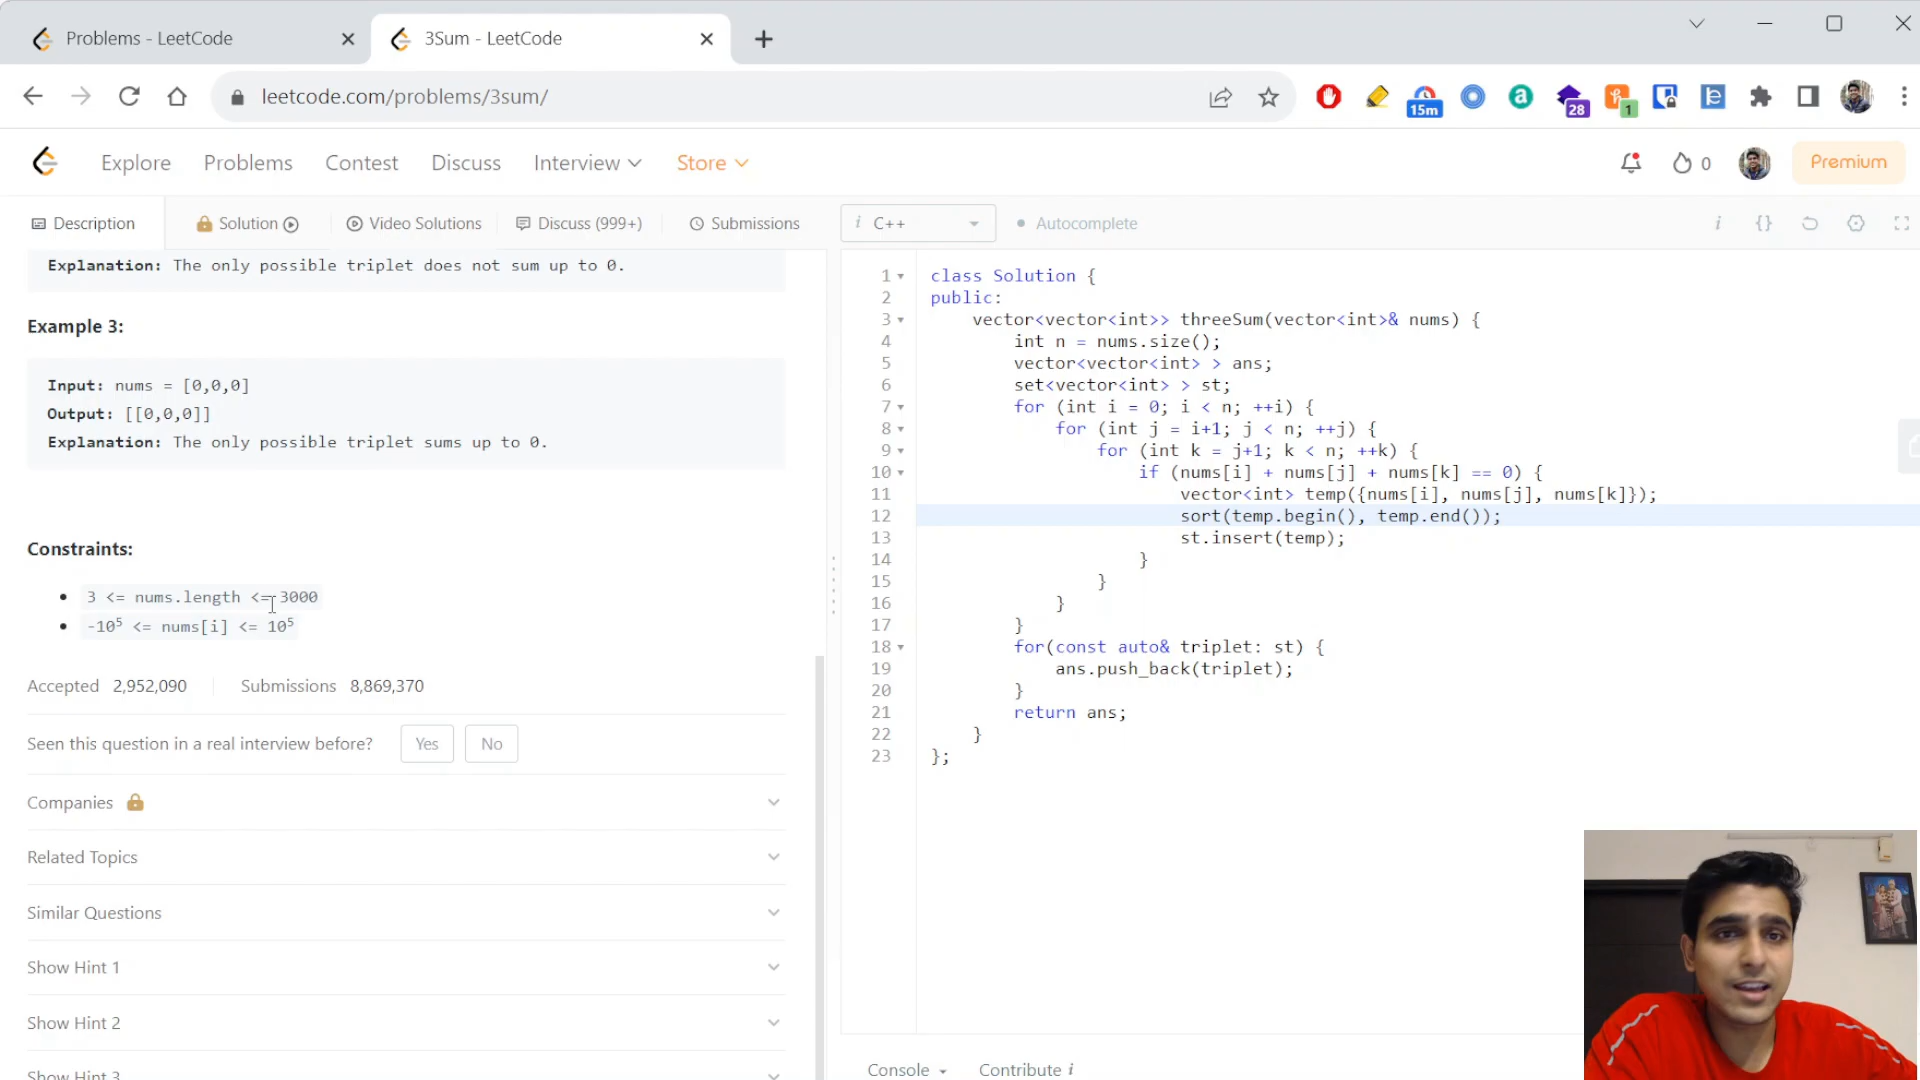 Problems - LeetCode
3Sum - LeetCode
leetcode.com/problems/3sum/
15m
28
1
Explore
Problems
Contest
Discuss
Interview
Store
0
Premium
Description
Solution
Video Solutions
Discuss (999+)
Submissions
i C++
Autocomplete
i {}
Explanation: The only possible triplet does not sum up to 0.
Example 3:
Input: nums = [0,0,0]
Output: [[0,0,0]]
Explanation: The only possible triplet sums up to 0.
Constraints:
3 <= nums.length <= 3000
-10⁵ <= nums[i] <= 10⁵
Accepted 2,952,090 Submissions 8,869,370
Seen this question in a real interview before? Yes No
Companies
Related Topics
Similar Questions
Show Hint 1
Show Hint 2
Show Hint 3
1 class Solution {
2 public:
3     vector<vector<int>> threeSum(vector<int>& nums) {
4         int n = nums.size();
5         vector<vector<int> > ans;
6         set<vector<int> > st;
7         for (int i = 0; i < n; ++i) {
8             for (int j = i+1; j < n; ++j) {
9                 for (int k = j+1; k < n; ++k) {
10                     if (nums[i] + nums[j] + nums[k] == 0) {
11                         vector<int> temp({nums[i], nums[j], nums[k]});
12                         sort(temp.begin(), temp.end());
13                         st.insert(temp);
14                     }
15                 }
16             }
17         }
18         for(const auto& triplet: st) {
19             ans.push_back(triplet);
20         }
21         return ans;
22     }
23 };
Console
Contribute i